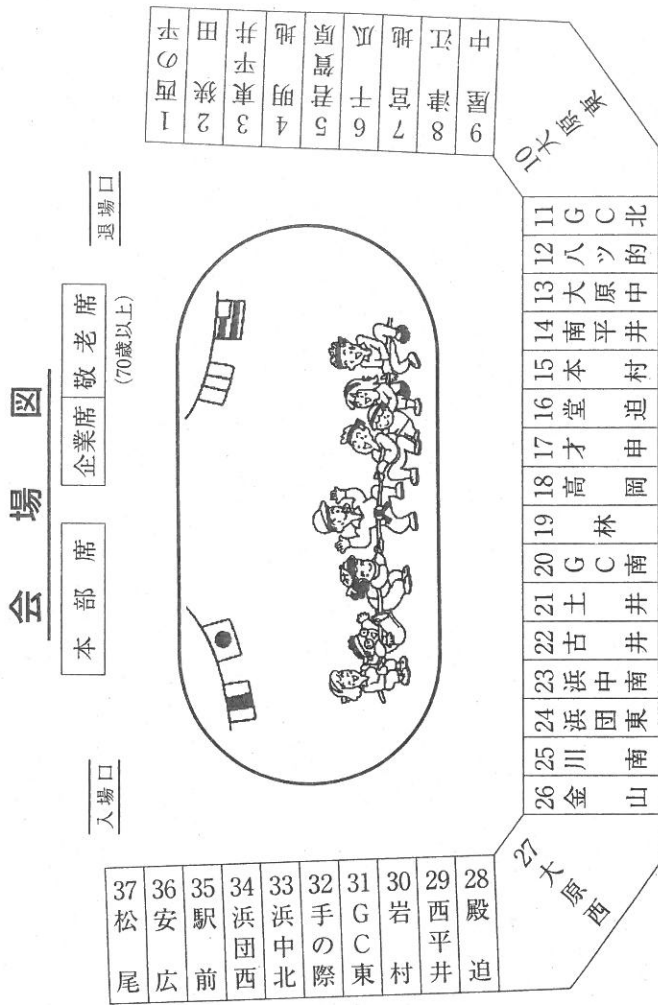 会場図
本部席
企業席
敬老席
(70歳以上)
入場口
退場口
1 西の平
2 狭田
3 東平井
4 明地
5 君賀原
6 千瓜
7 宮地
8 津江
9 屋中
10 大原東
11 GC北
12 八ツ的
13 大原中
14 南平井
15 本村
16 堂迫
17 才申
18 高岡
19 林
20 GC南
21 土井
22 古井
23 浜中南
24 浜団東
25 川南
26 金山
27 大原西
28 殿迫
29 西平井
30 岩村
31 GC東
32 手の際
33 浜中北
34 浜団西
35 駅前
36 安広
37 松尾